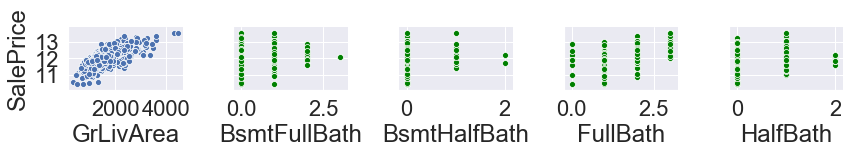 SalePrice
13
12
11
2000 4000
GrLivArea
0.0 2.5
BsmtFullBath
0 2
BsmtHalfBath
0.0 2.5
FullBath
0 2
HalfBath